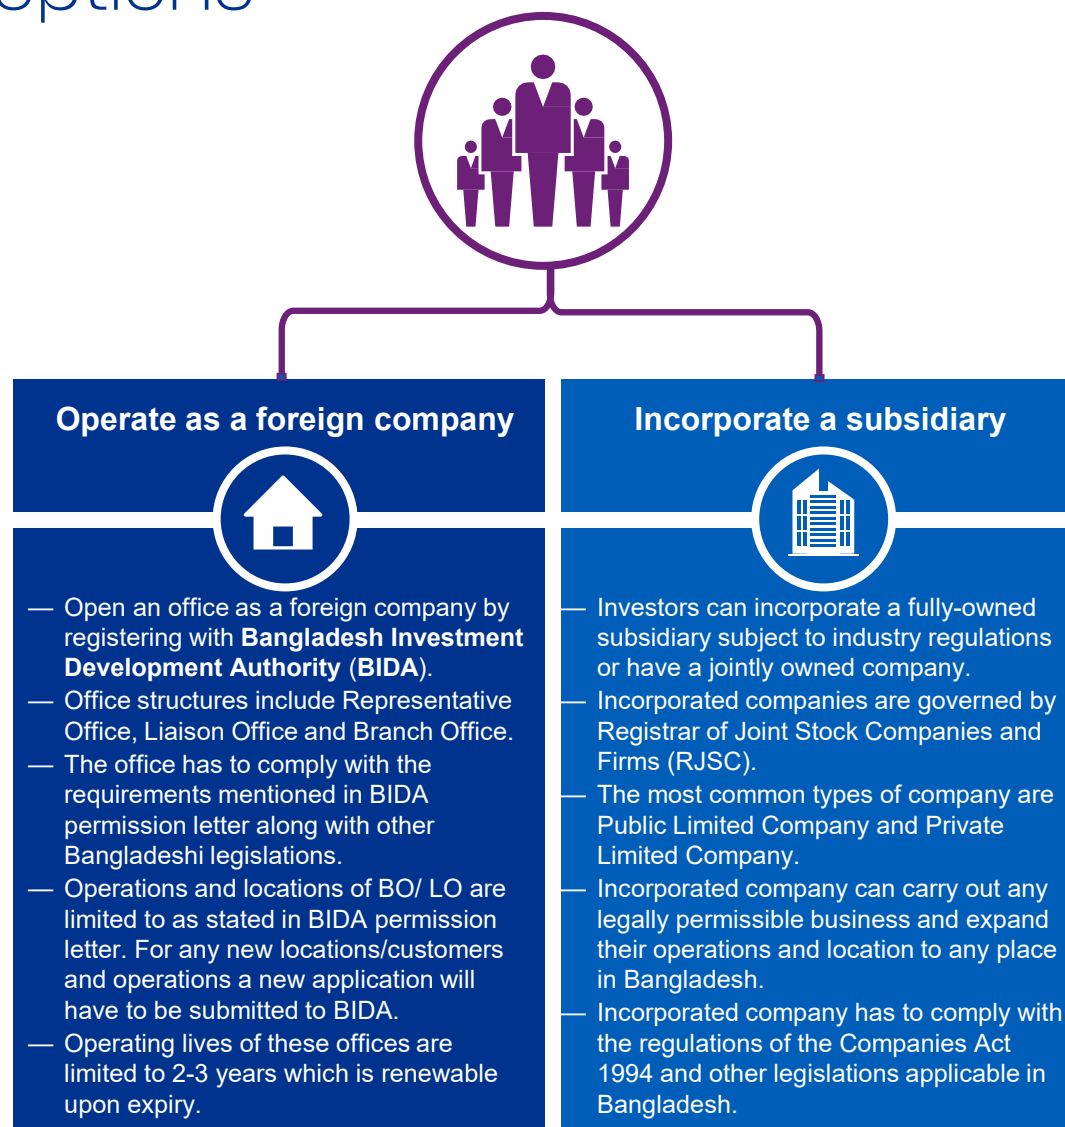 options
Operate as a foreign company
— Open an office as a foreign company by
registering with Bangladesh Investment
Development Authority (BIDA).
— Office structures include Representative
Office, Liaison Office and Branch Office.
— The office has to comply with the
requirements mentioned in BIDA
permission letter along with other
Bangladeshi legislations.
— Operations and locations of BO/ LO are
limited to as stated in BIDA permission
letter. For any new locations/customers
and operations a new application will
have to be submitted to BIDA.
— Operating lives of these offices are
limited to 2-3 years which is renewable
upon expiry.
Incorporate a subsidiary
— Investors can incorporate a fully-owned
subsidiary subject to industry regulations
or have a jointly owned company.
— Incorporated companies are governed by
Registrar of Joint Stock Companies and
Firms (RJSC).
— The most common types of company are
Public Limited Company and Private
Limited Company.
— Incorporated company can carry out any
legally permissible business and expand
their operations and location to any place
in Bangladesh.
— Incorporated company has to comply with
the regulations of the Companies Act
1994 and other legislations applicable in
Bangladesh.